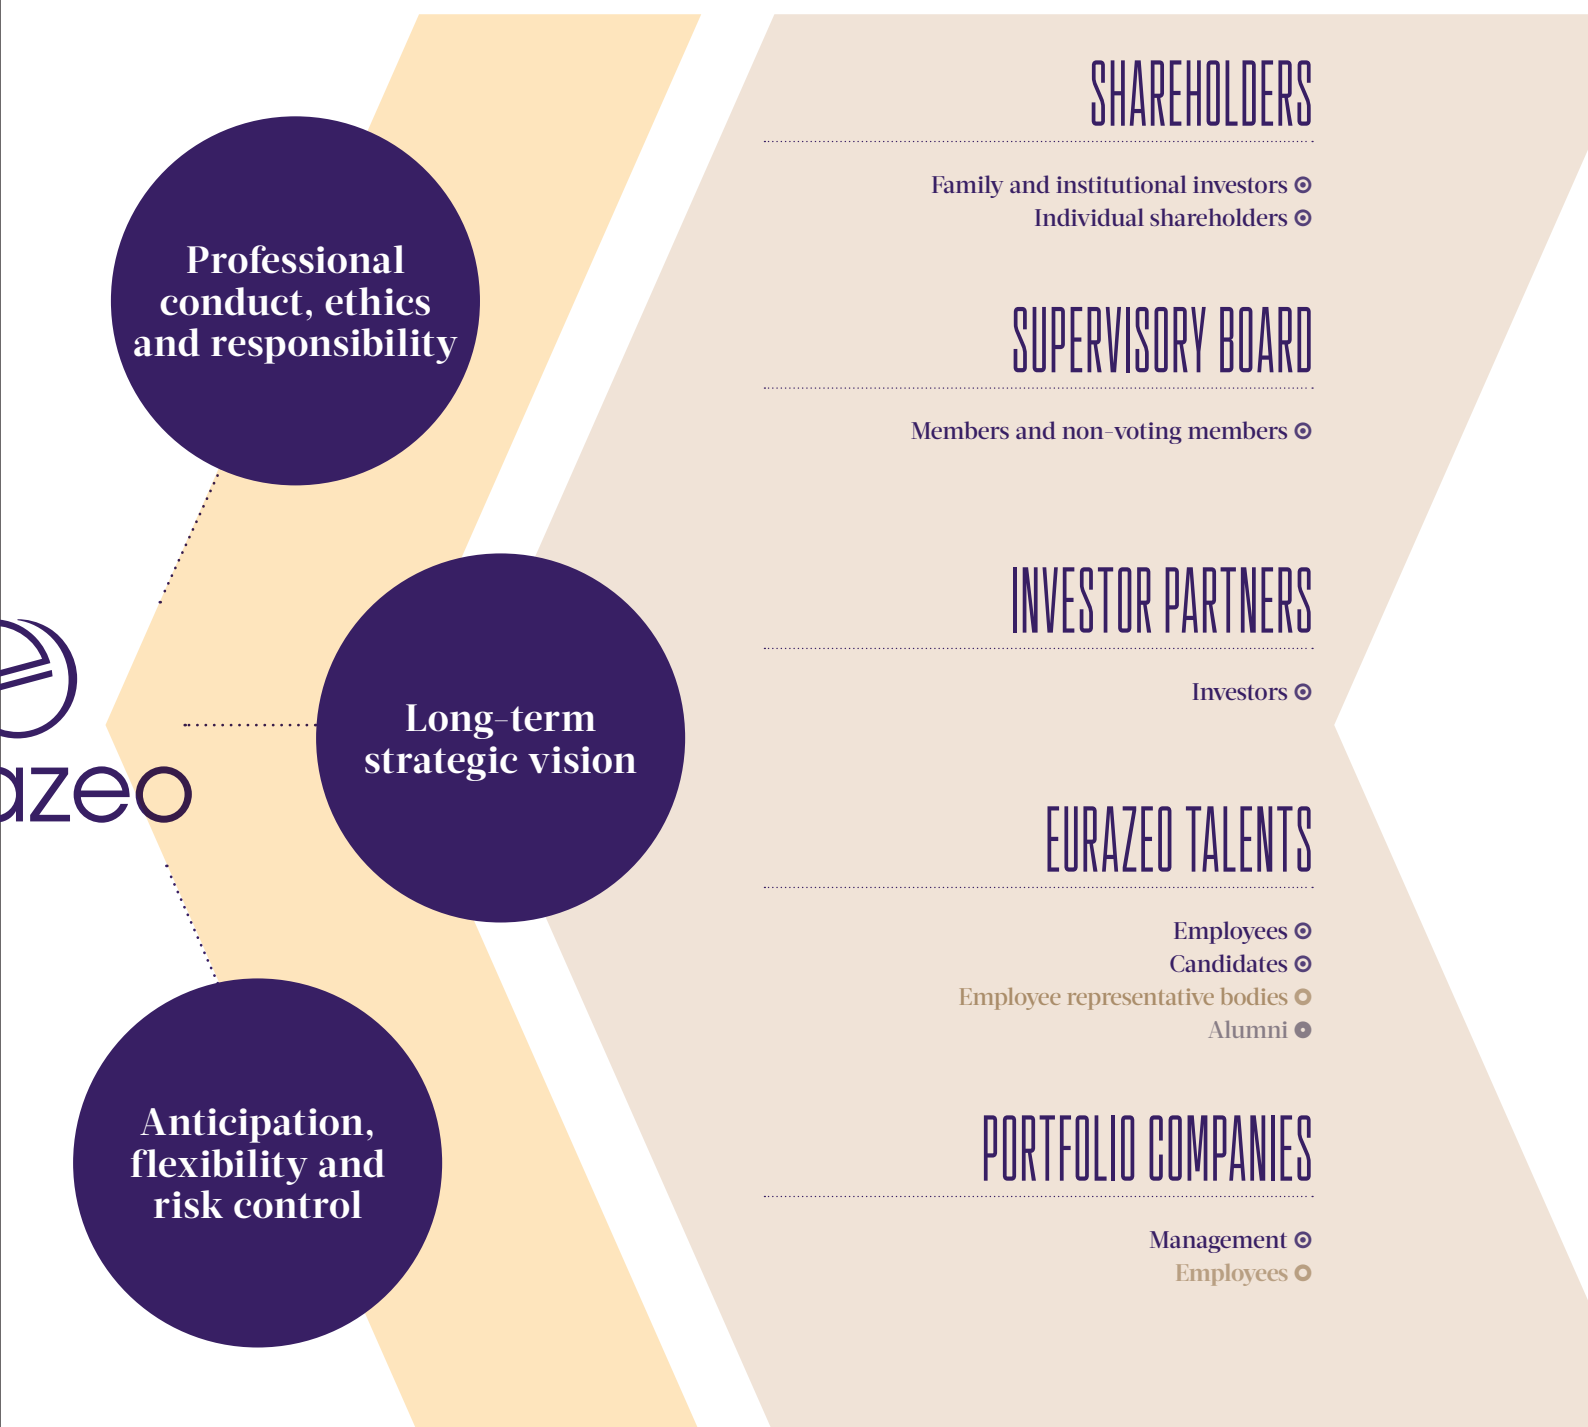 Professional
conduct, ethics
and responsibility
azeo
Long-term
strategic vision
Anticipation,
flexibility and
risk control
SHAREHOLDERS
Family and institutional investors
Individual shareholders
SUPERVISORY BOARD
Members and non-voting members
INVESTOR PARTNERS
Investors
EURAZEO TALENTS
Employees
Candidates
Employee representative bodies
Alumni
PORTFOLIO COMPANIES
Management
Employees